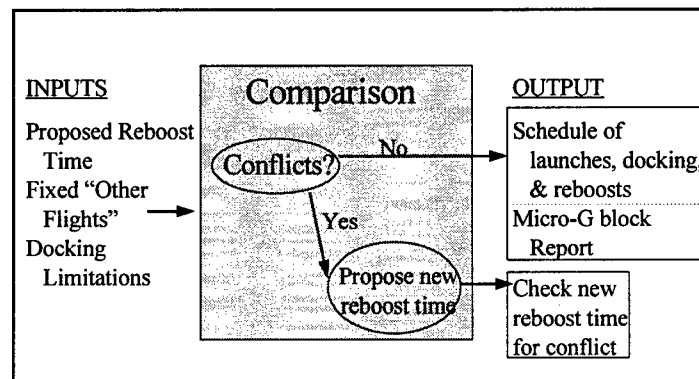 INPUTS
Proposed Reboost
Time
Fixed “Other
Flights”
Docking
Limitations
Comparison
Conflicts?
No
Yes
Propose new
reboost time
OUTPUT
Schedule of
launches, docking,
& reboosts
Micro-G block
Report
Check new
reboost time
for conflict